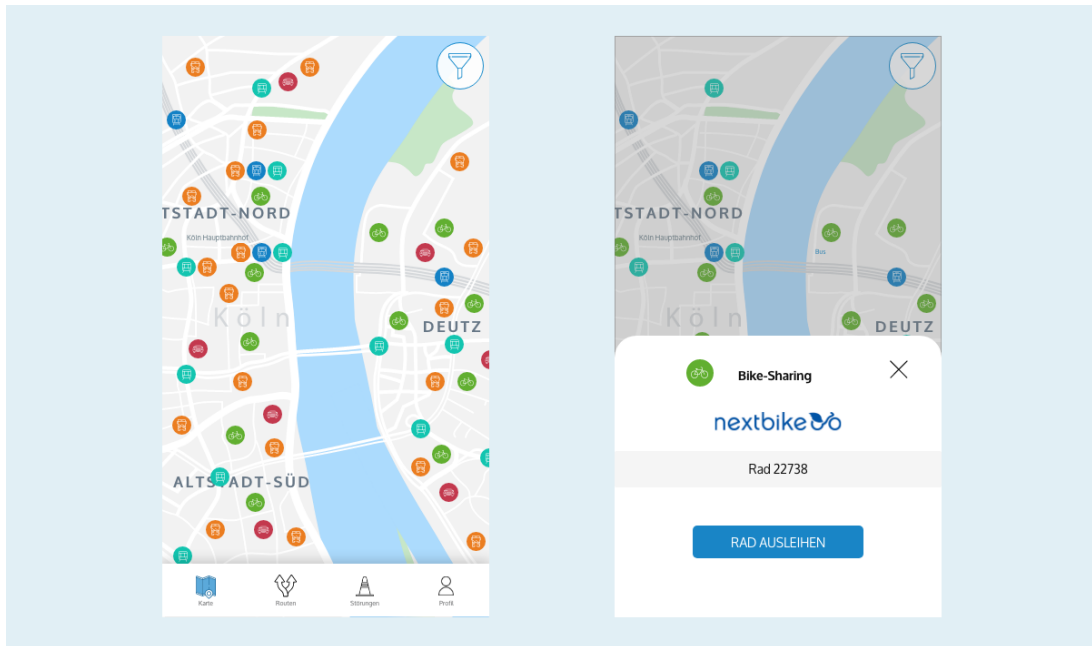 TSTADT-NORD
Köln Hauptbahnhof
Köln
DEUTZ
ALTSTADT-SÜD
Karte
Routen
Störungen
Profil
TSTADT-NORD
Köln Hauptbahnhof
Bus
Köln
DEUTZ
Bike-Sharing
nextbike
Rad 22738
RAD AUSLEIHEN